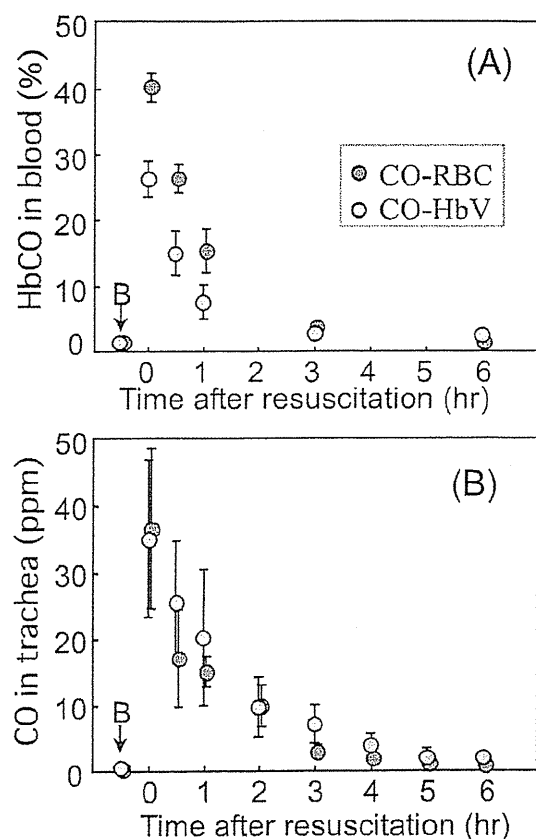 50
(A)
40
30
20
10
0
HbCO in blood (%)
CO-RBC
CO-HbV
B
0 1 2 3 4 5 6
Time after resuscitation (hr)
50
(B)
40
30
20
10
0
CO in trachea (ppm)
B
0 1 2 3 4 5 6
Time after resuscitation (hr)